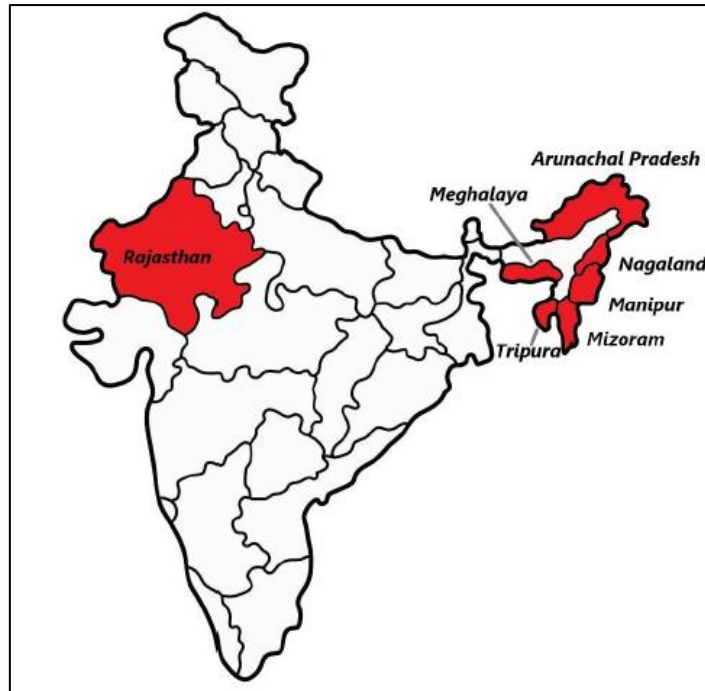 Arunachal Pradesh
Meghalaya
Rajasthan
Nagaland
Manipur
Tripura
Mizoram